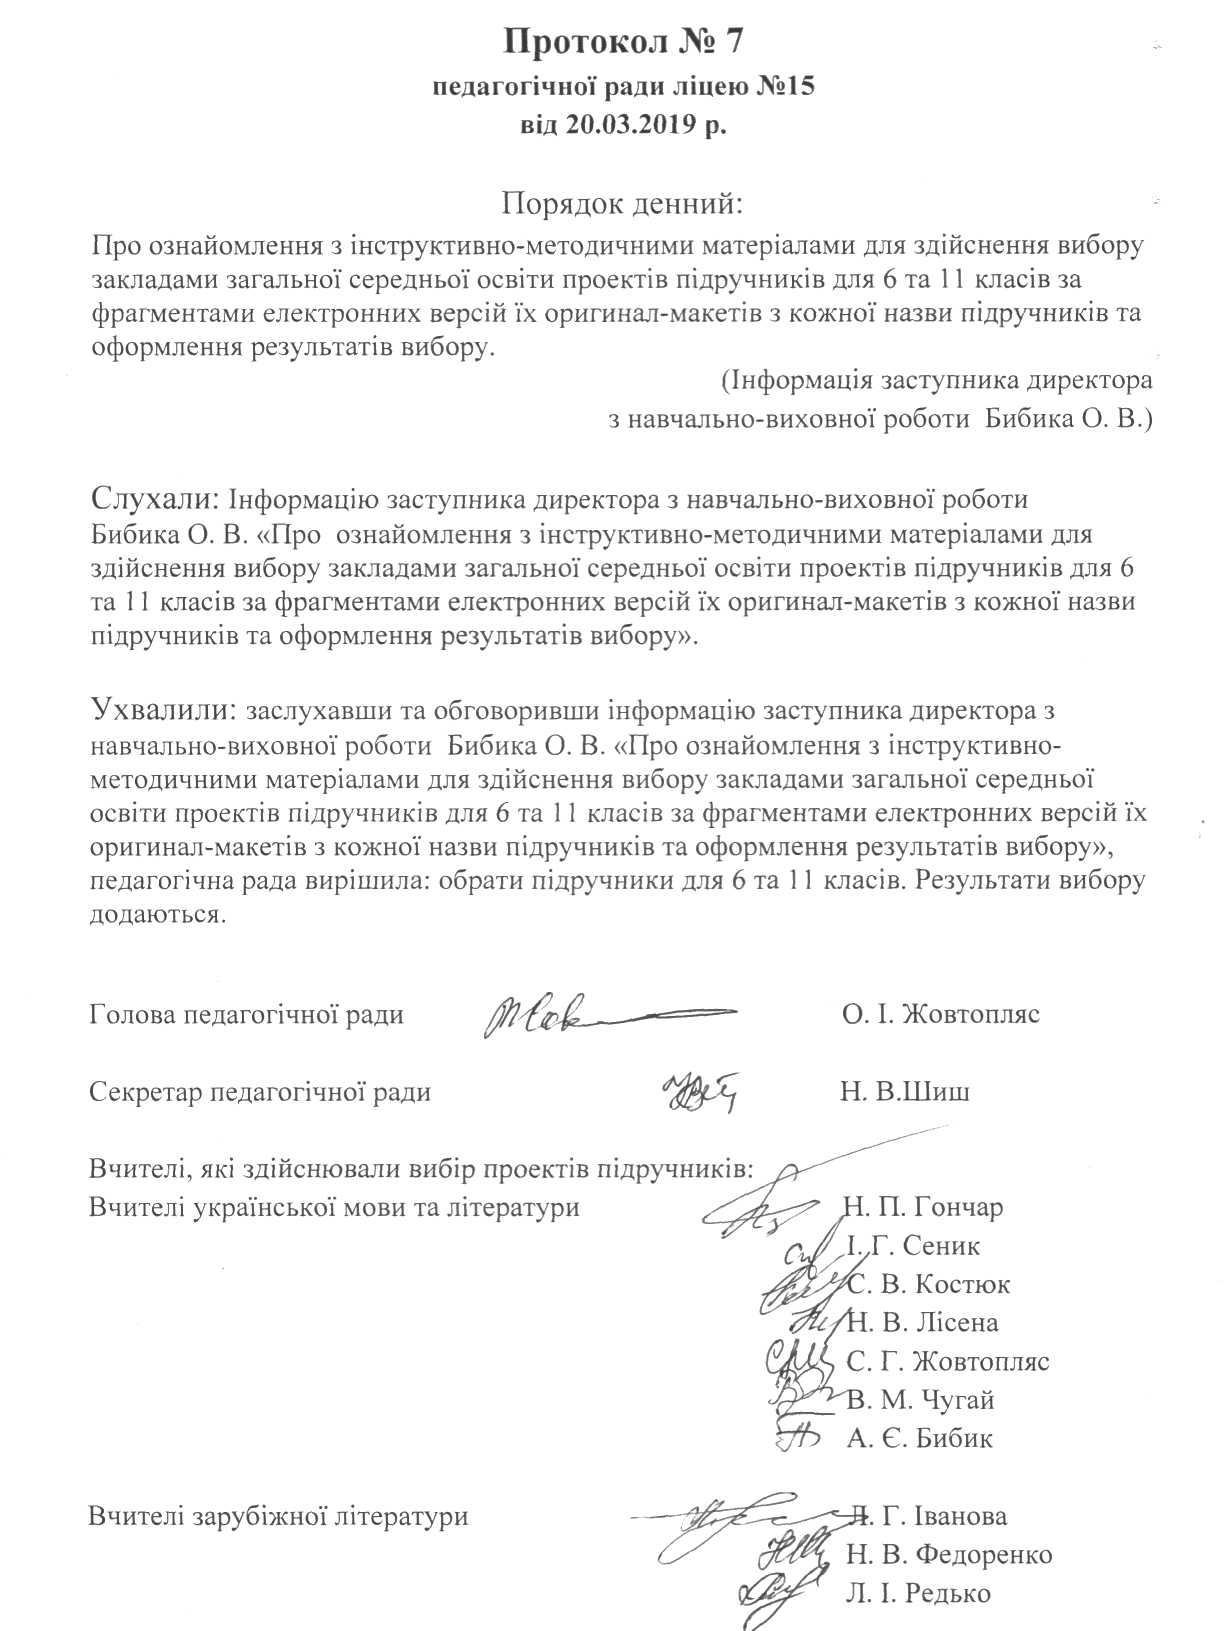 Протокол № 7
педагогічної ради ліцею №15
від 20.03.2019 р.
Порядок денний:
Про ознайомлення з інструктивно-методичними матеріалами для здійснення вибору
закладами загальної середньої освіти проектів підручників для 6 та 11 класів за
фрагментами електронних версій їх оригинал-макетів з кожної назви підручників та
оформлення результатів вибору.
(Інформація заступника директора
з навчально-виховної роботи Бибика О. В.)
Слухали: Інформацію заступника директора з навчально-виховної роботи
Бибика О. В. «Про ознайомлення з інструктивно-методичними матеріалами для
здійснення вибору закладами загальної середньої освіти проектів підручників для 6
та 11 класів за фрагментами електронних версій їх оригинал-макетів з кожної назви
підручників та оформлення результатів вибору».
Ухвалили: заслухавши та обговоривши інформацію заступника директора з
навчально-виховної роботи Бибика О. В. «Про ознайомлення з інструктивно-
методичними матеріалами для здійснення вибору закладами загальної середньої
освіти проектів підручників для 6 та 11 класів за фрагментами електронних версій їх
оригинал-макетів з кожної назви підручників та оформлення результатів вибору»,
педагогічна рада вирішила: обрати підручники для 6 та 11 класів. Результати вибору
додаються.
Голова педагогічної ради О. І. Жовтопляс
Секретар педагогічної ради Н. В.Шиш
Вчителі, які здійснювали вибір проектів підручників:
Вчителі української мови та літератури Н. П. Гончар
І. Г. Сеник
С. В. Костюк
Н. В. Лісена
С. Г. Жовтопляс
В. М. Чугай
А. Є. Бибик
Вчителі зарубіжної літератури Л. Г. Іванова
Н. В. Федоренко
Л. І. Редько